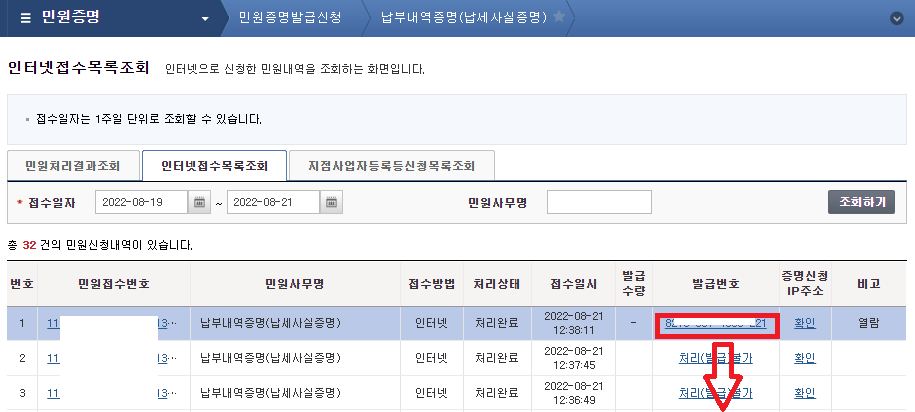 민원증명 민원증명발급신청 납부내역증명(납세사실증명)
인터넷접수목록조회 인터넷으로 신청한 민원내역을 조회하는 화면입니다.
• 접수일자는 1주일 단위로 조회할 수 있습니다.
민원처리결과조회 인터넷접수목록조회 지점사업자등록등신청목록조회
* 접수일자 2022-08-19 ~ 2022-08-21 민원사무명 조회하기
총 32 건의 민원신청내역이 있습니다.
번호 민원접수번호 민원사무명 접수방법 처리상태 접수일시 발급수량 발급번호 증명신청IP주소 비고
1 11 13… 납부내역증명(납세사실증명) 인터넷 처리완료 2022-08-21 12:38:11 - 확인 열람
2 11 13… 납부내역증명(납세사실증명) 인터넷 처리완료 2022-08-21 12:37:45 처리(발급)불가 확인
3 11 13… 납부내역증명(납세사실증명) 인터넷 처리완료 2022-08-21 12:36:49 처리(발급)불가 확인